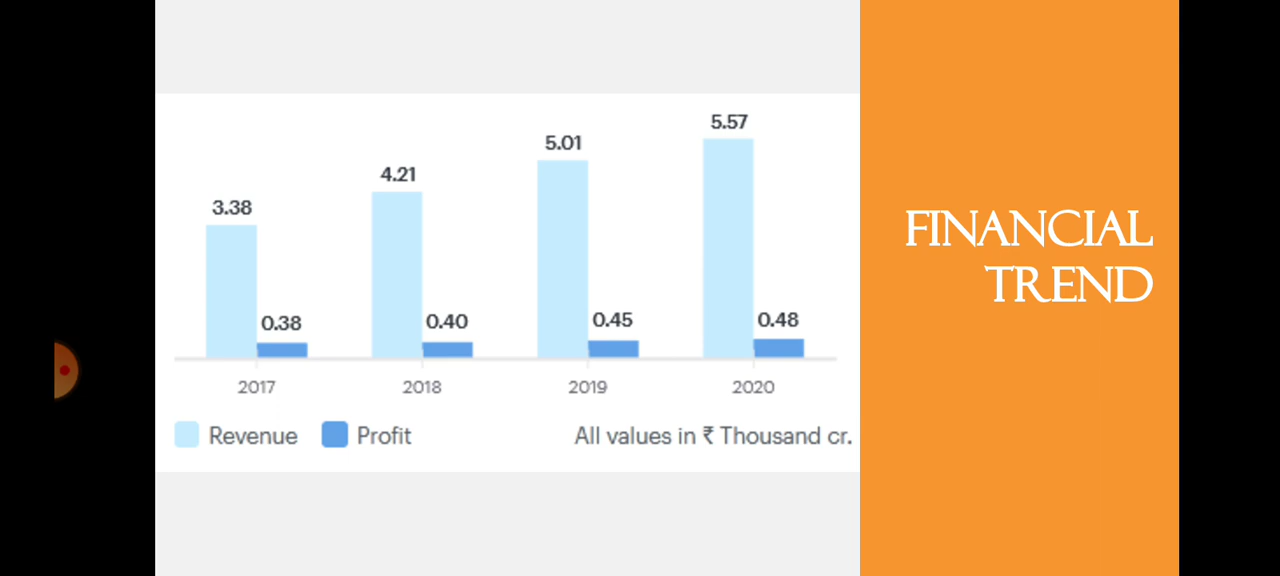 5.57
5.01
4.21
3.38
0.38
0.40
0.45
0.48
2017
2018
2019
2020
Revenue
Profit
All values in ₹ Thousand cr.
FINANCIAL
TREND